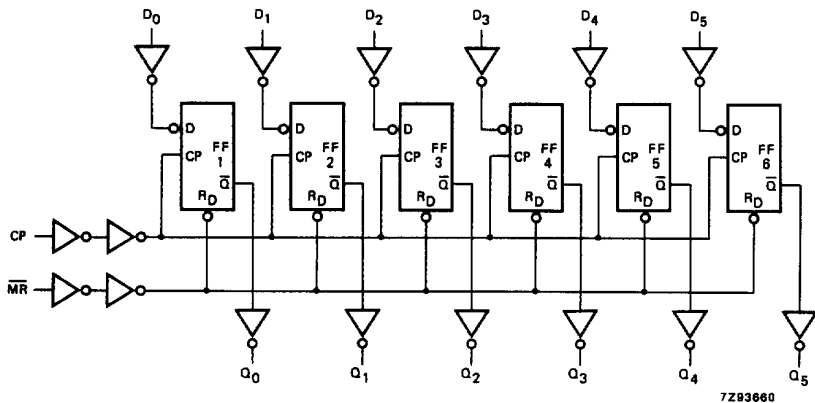 D0 D1 D2 D3 D4 D5
D D D D D D
FF 1 FF 2 FF 3 FF 4 FF 5 FF 6
CP CP CP CP CP CP
Q̅ Q̅ Q̅ Q̅ Q̅ Q̅
RD RD RD RD RD RD
CP
M̅R̅
Q0 Q1 Q2 Q3 Q4 Q5
7Z93660